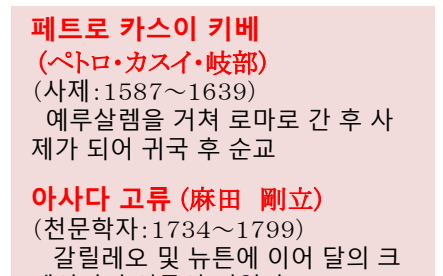 페트로 카스이 키베
(ペトロ・カスイ・岐部)
(사제:1587～1639)
예루살렘을 거쳐 로마로 간 후 사
제가 되어 귀국 후 순교
아사다 고류 (麻田 剛立)
(천문학자:1734～1799)
갈릴레오 및 뉴튼에 이어 달의 크